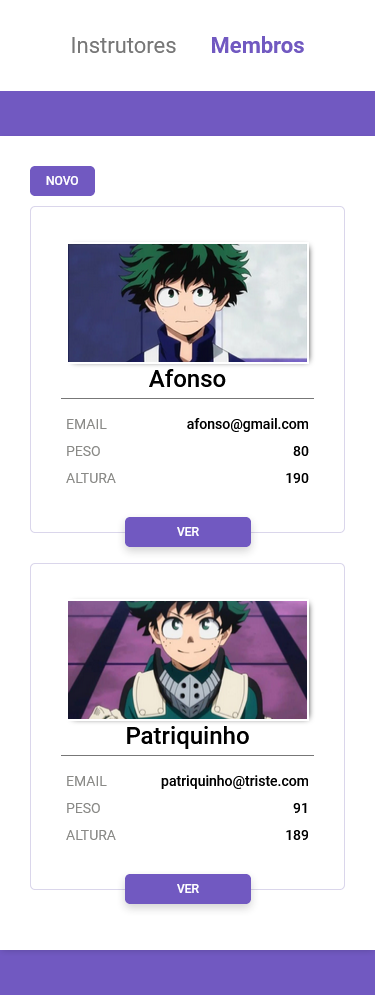 Instrutores Membros
NOVO
Afonso
EMAIL afonso@gmail.com
PESO 80
ALTURA 190
VER
Patriquinho
EMAIL patriquinho@triste.com
PESO 91
ALTURA 189
VER